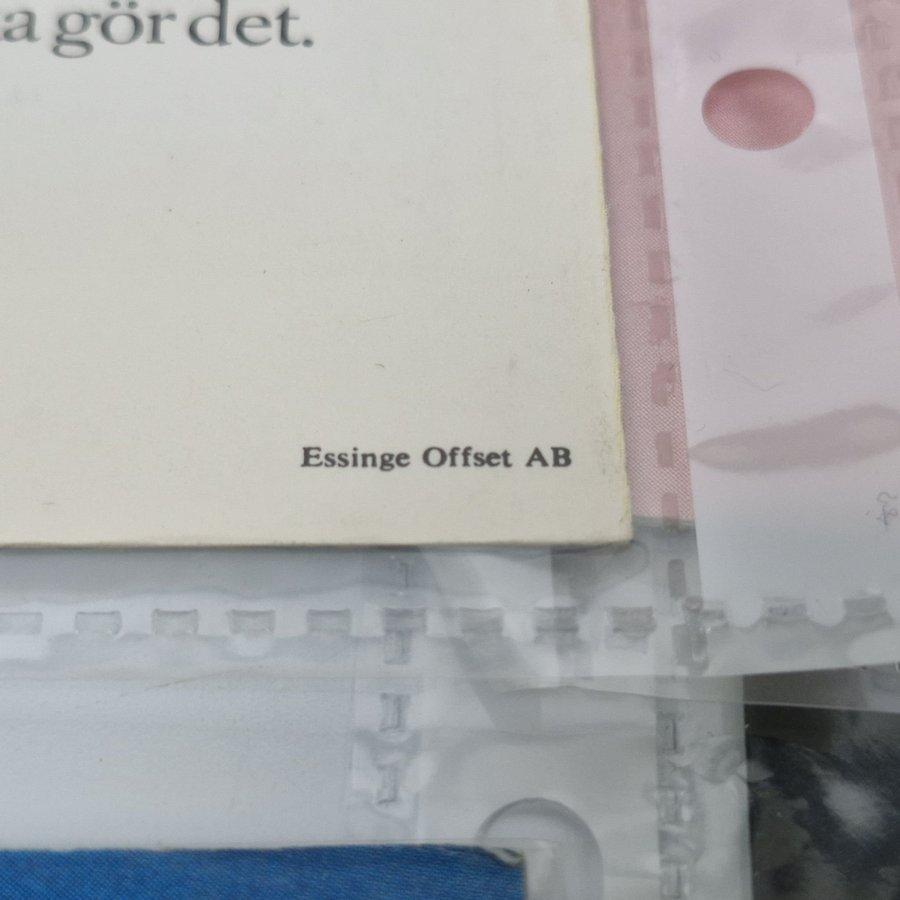 gör det.
Essinge Offset AB